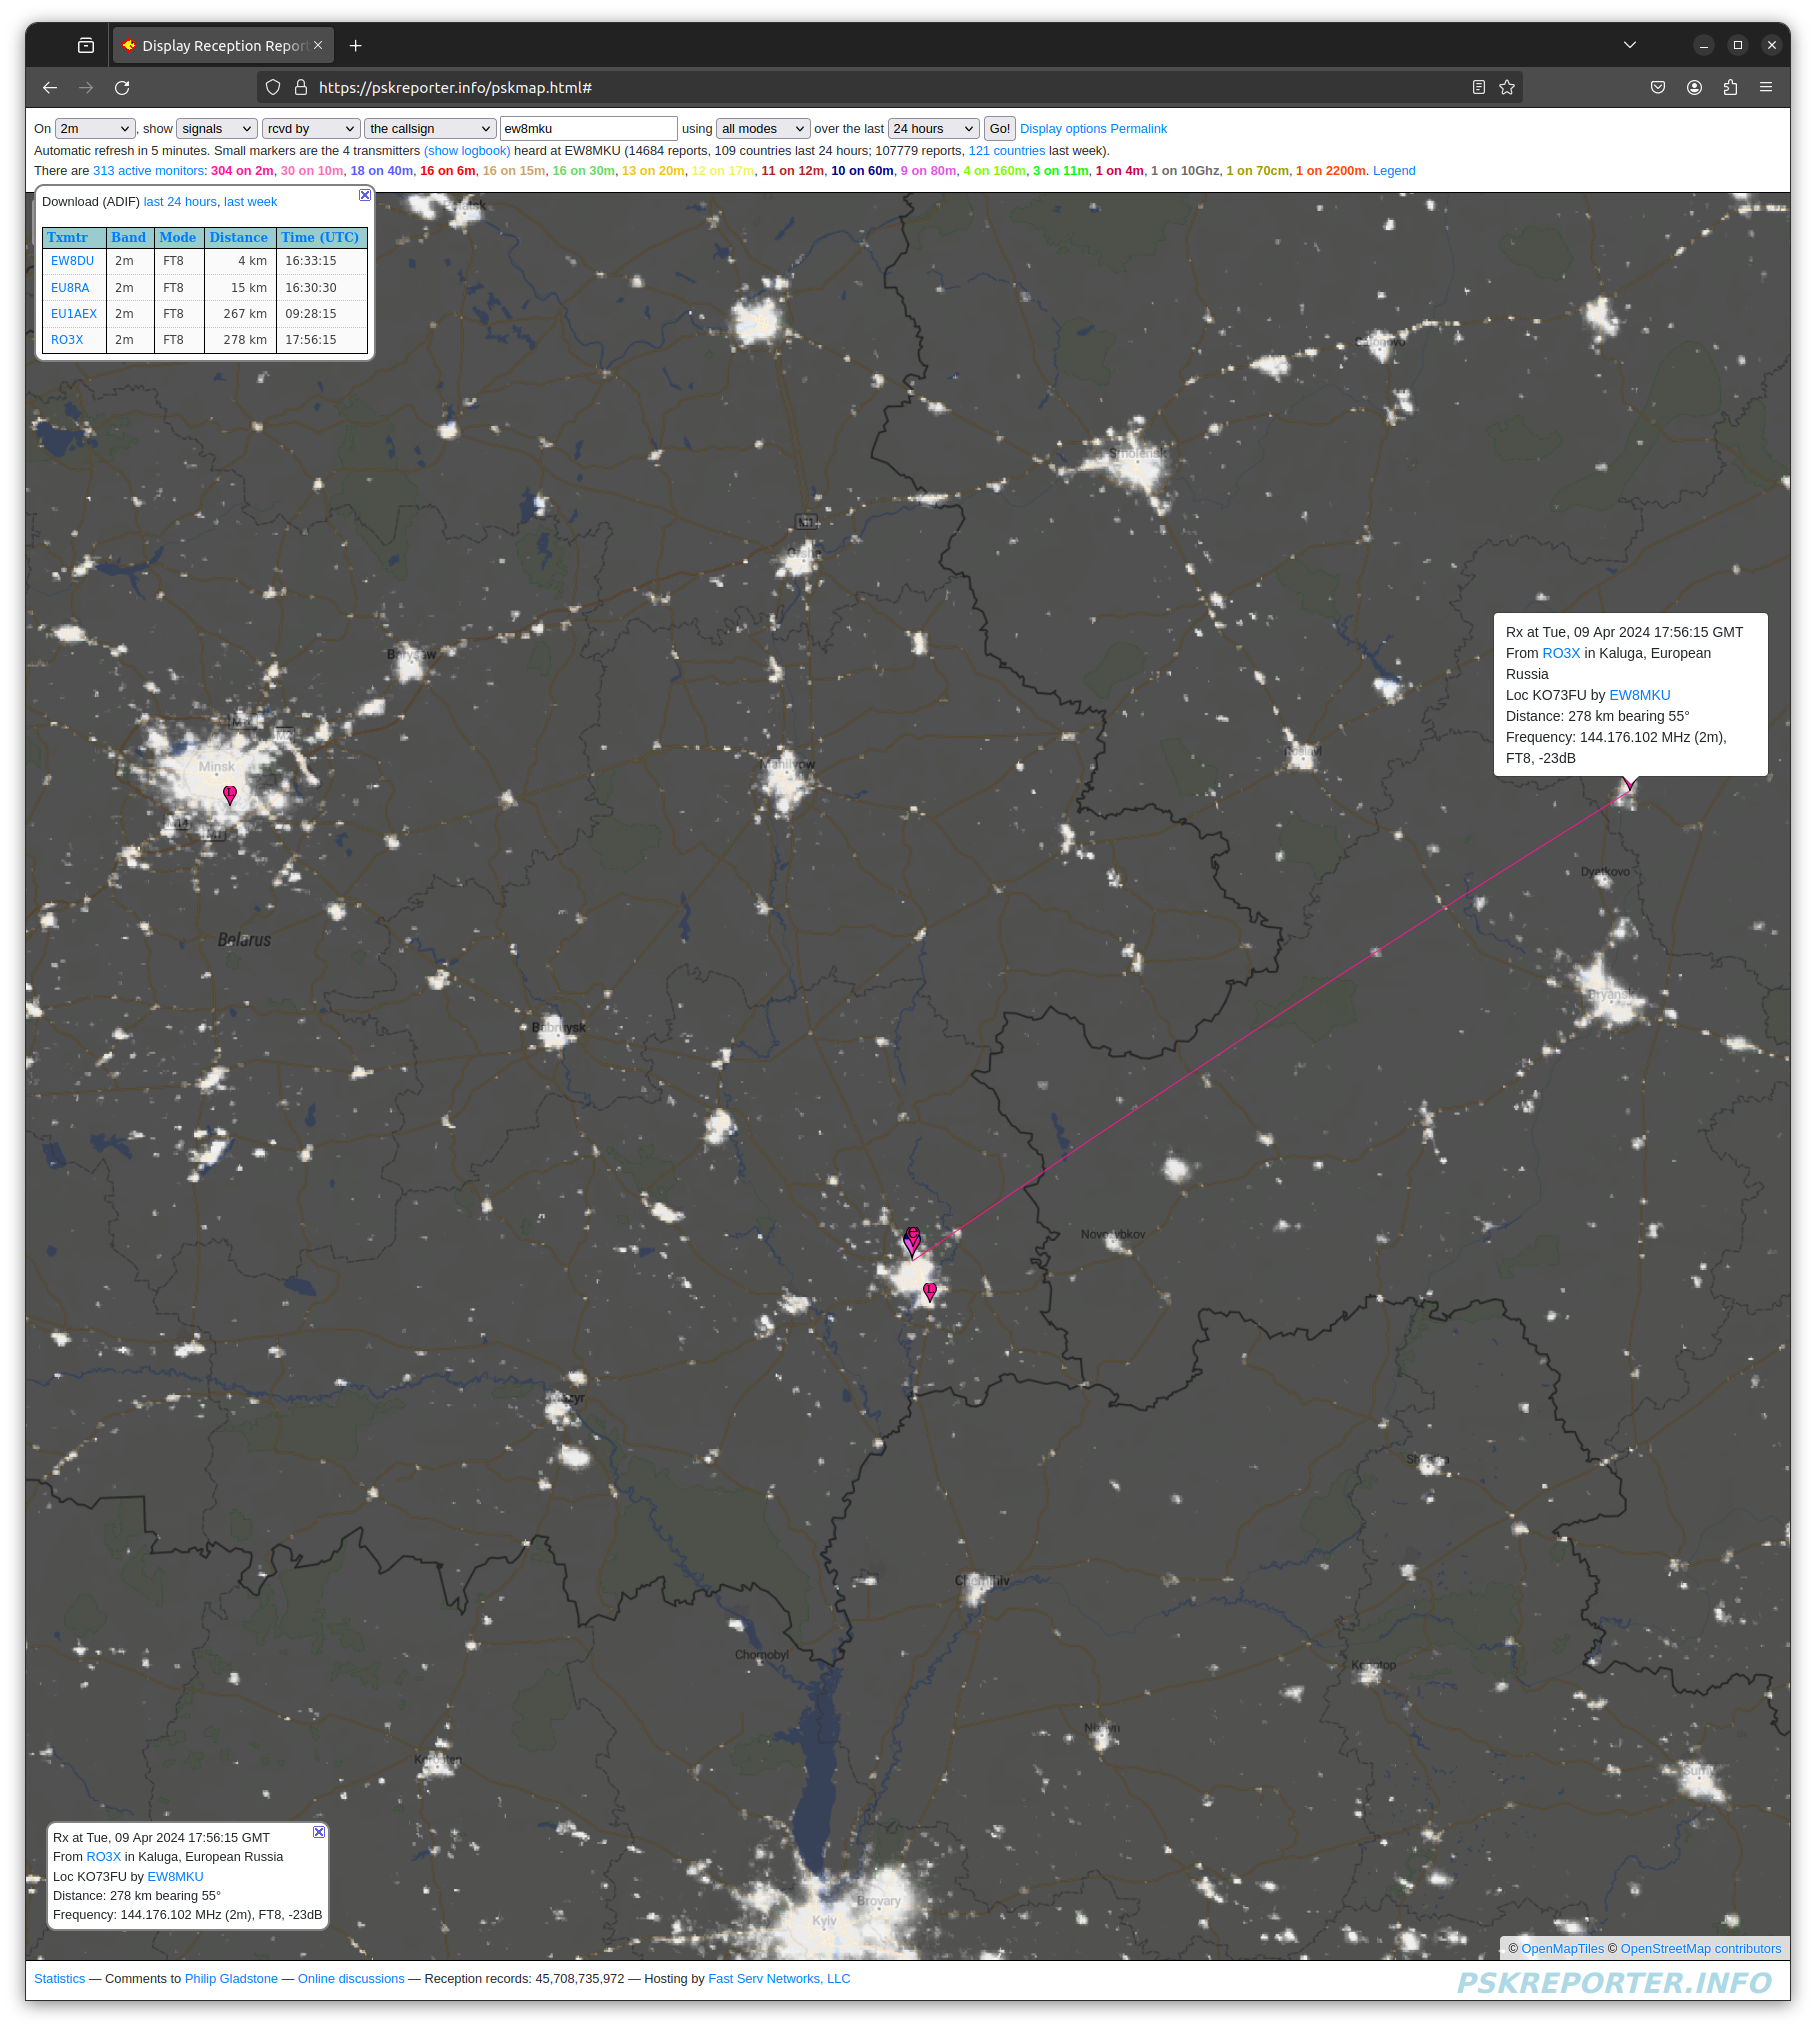 Display Reception Repor
https://pskreporter.info/pskmap.html#
On 2m, show signals rcvd by the callsign ew8mku using all modes over the last 24 hours Go! Display options Permalink
Automatic refresh in 5 minutes. Small markers are the 4 transmitters (show logbook) heard at EW8MKU (14684 reports, 109 countries last 24 hours; 107779 reports, 121 countries last week).
There are 313 active monitors: 304 on 2m, 30 on 10m, 18 on 40m, 16 on 6m, 16 on 15m, 16 on 30m, 13 on 20m, 12 on 17m, 11 on 12m, 10 on 60m, 9 on 80m, 4 on 160m, 3 on 11m, 1 on 4m, 1 on 10Ghz, 1 on 70cm, 1 on 2200m. Legend
Download (ADIF) last 24 hours, last week
Txmtr Band Mode Distance Time (UTC)
EW8DU 2m FT8 4 km 16:33:15
EU8RA 2m FT8 15 km 16:30:30
EU1AEX 2m FT8 267 km 09:28:15
RO3X 2m FT8 278 km 17:56:15
Smolensk
Barysaw
Rx at Tue, 09 Apr 2024 17:56:15 GMT
From RO3X in Kaluga, European
Russia
Loc KO73FU by EW8MKU
Distance: 278 km bearing 55°
Frequency: 144.176.102 MHz (2m),
FT8, -23dB
Minsk
Mahilyow
Roslavl
Dyatkovo
Belarus
Bryansk
Babruysk
Novozybkov
Shostka
Chernihiv
Chornobyl
Konotop
Nizhyn
Korosten
Sumy
Rx at Tue, 09 Apr 2024 17:56:15 GMT
From RO3X in Kaluga, European Russia
Loc KO73FU by EW8MKU
Distance: 278 km bearing 55°
Frequency: 144.176.102 MHz (2m), FT8, -23dB
Brovary
Kyiv
© OpenMapTiles © OpenStreetMap contributors
Statistics — Comments to Philip Gladstone — Online discussions — Reception records: 45,708,735,972 — Hosting by Fast Serv Networks, LLC
PSKREPORTER.INFO